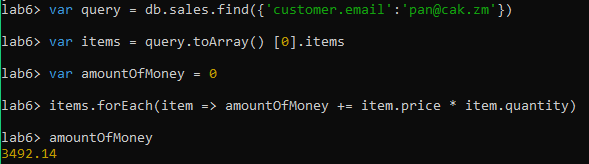 lab6> var query = db.sales.find({'customer.email':'pan@cak.zm'})
lab6> var items = query.toArray() [0].items
lab6> var amountOfMoney = 0
lab6> items.forEach(item => amountOfMoney += item.price * item.quantity)
lab6> amountOfMoney
3492.14